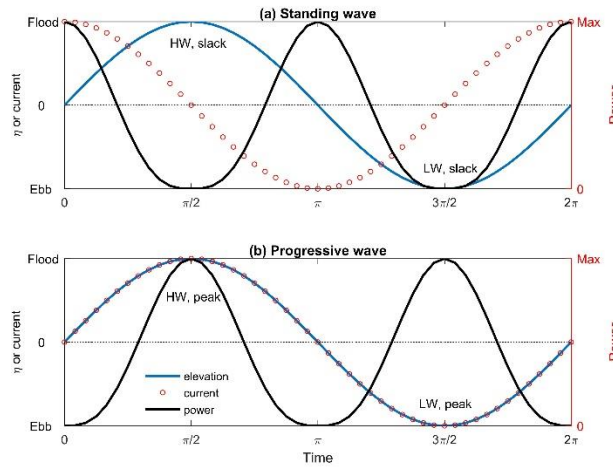 (a) Standing wave
Flood
0
Ebb
η or current
HW, slack
LW, slack
Max
0
0
π/2
π
3π/2
2π
(b) Progressive wave
Flood
0
Ebb
η or current
HW, peak
LW, peak
elevation
current
power
Max
0
0
π/2
π
3π/2
2π
Time